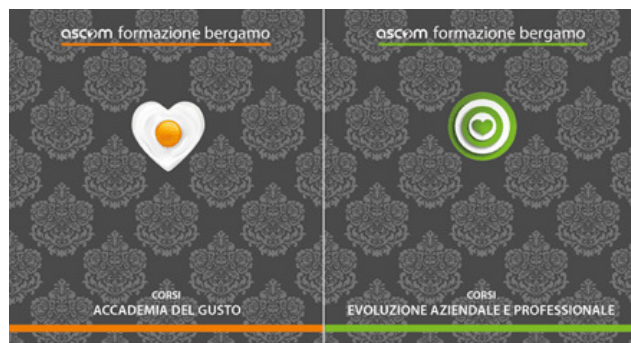 ascom formazione bergamo
CORSI
ACCADEMIA DEL GUSTO
ascom formazione bergamo
CORSI
EVOLUZIONE AZIENDALE E PROFESSIONALE